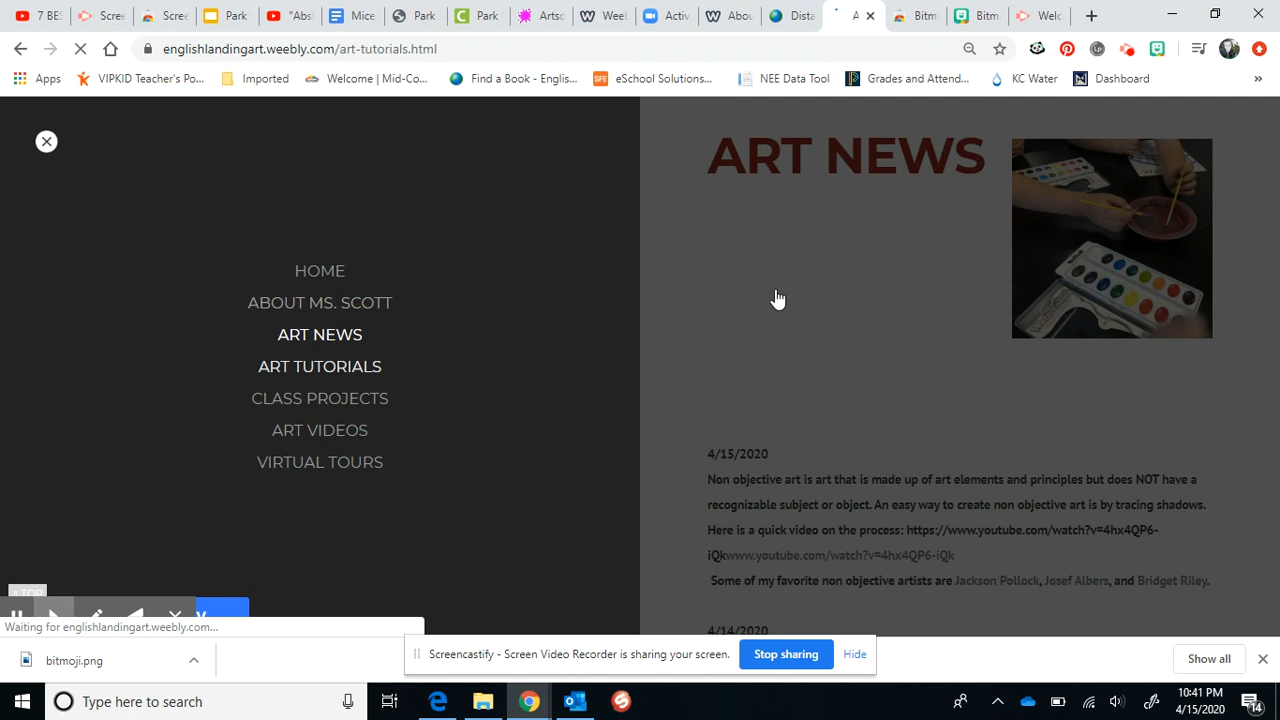 7 BES
Scree
Scree
Park
"Abs
Mice
Park
Park
Artsc
Weel
Activ
Abou
Dista
A
Bitm
Bitm
Welc
englishlandingart.weebly.com/art-tutorials.html
Apps
VIPKID Teacher's Po...
Imported
Welcome | Mid-Co...
Find a Book - Englis...
SFE
eSchool Solutions...
NEE Data Tool
Grades and Attend...
KC Water
Dashboard
ART NEWS
HOME
ABOUT MS. SCOTT
ART NEWS
ART TUTORIALS
CLASS PROJECTS
ART VIDEOS
VIRTUAL TOURS
4/15/2020
Non objective art is art that is made up of art elements and principles but does NOT have a
recognizable subject or object. An easy way to create non objective art is by tracing shadows.
Here is a quick video on the process: https://www.youtube.com/watch?v=4hx4QP6-
iQkwww.youtube.com/watch?v=4hx4QP6-iQk
Some of my favorite non objective artists are Jackson Pollock, Josef Albers, and Bridget Riley.
4/14/2020
TOP
Waiting for englishlandingart.weebly.com...
bitmoji.png
Screencastify - Screen Video Recorder is sharing your screen.
Stop sharing
Hide
Show all
Type here to search
10:41 PM
4/15/2020
14